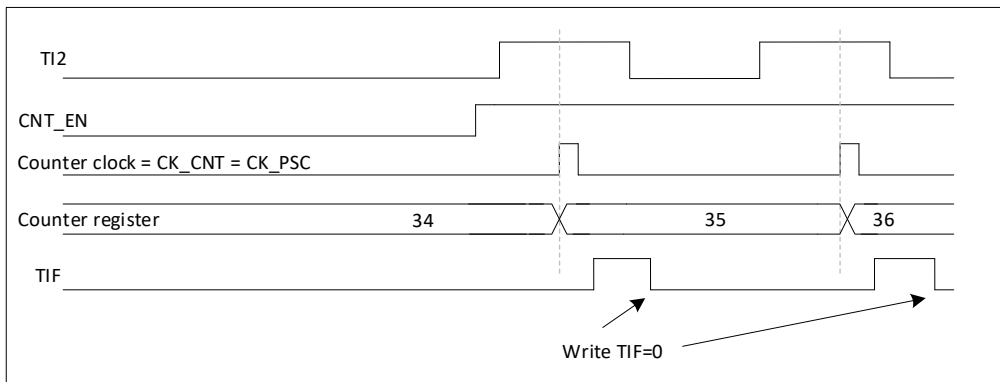 TI2
CNT_EN
Counter clock = CK_CNT = CK_PSC
Counter register 34 35 36
TIF
Write TIF=0